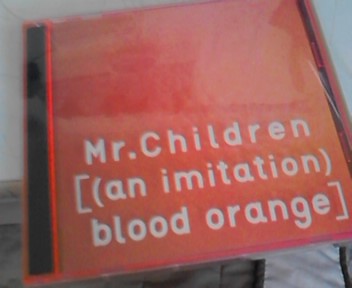 Mr.Children
[(an imitation)
blood orange]